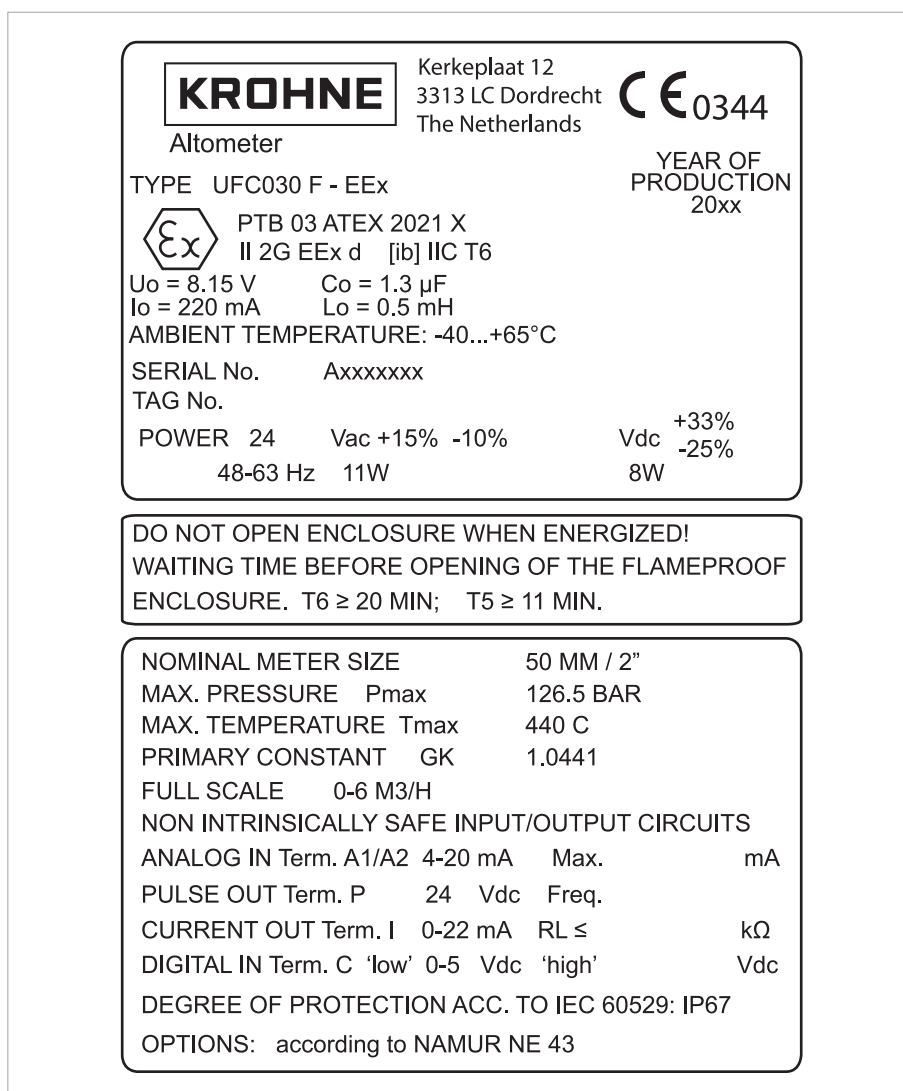 KROHNE
Altometer
Kerkeplaat 12
3313 LC Dordrecht
The Netherlands
CE 0344
YEAR OF
PRODUCTION
20xx
TYPE UFC030 F - EEx
Ex
PTB 03 ATEX 2021 X
II 2G EEx d [ib] IIC T6
Uo = 8.15 V Co = 1.3 µF
Io = 220 mA Lo = 0.5 mH
AMBIENT TEMPERATURE: -40...+65°C
SERIAL No. Axxxxxxx
TAG No.
POWER 24 Vac +15% -10% Vdc +33% -25%
48-63 Hz 11W 8W
DO NOT OPEN ENCLOSURE WHEN ENERGIZED!
WAITING TIME BEFORE OPENING OF THE FLAMEPROOF
ENCLOSURE. T6 ≥ 20 MIN; T5 ≥ 11 MIN.
NOMINAL METER SIZE 50 MM / 2”
MAX. PRESSURE Pmax 126.5 BAR
MAX. TEMPERATURE Tmax 440 C
PRIMARY CONSTANT GK 1.0441
FULL SCALE 0-6 M3/H
NON INTRINSICALLY SAFE INPUT/OUTPUT CIRCUITS
ANALOG IN Term. A1/A2 4-20 mA Max. mA
PULSE OUT Term. P 24 Vdc Freq.
CURRENT OUT Term. I 0-22 mA RL ≤ kΩ
DIGITAL IN Term. C ‘low’ 0-5 Vdc ‘high’ Vdc
DEGREE OF PROTECTION ACC. TO IEC 60529: IP67
OPTIONS: according to NAMUR NE 43